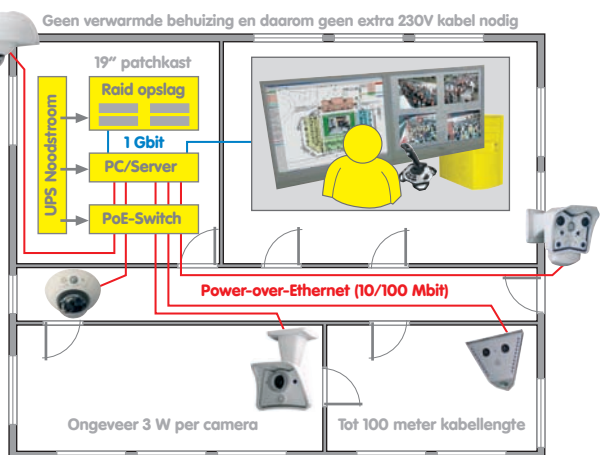 Geen verwarmde behuizing en daarom geen extra 230V kabel nodig
19" patchkast
Raid opslag
UPS Noodstroom
1 Gbit
PC/Server
PoE-Switch
Power-over-Ethernet (10/100 Mbit)
Ongeveer 3 W per camera
Tot 100 meter kabellengte